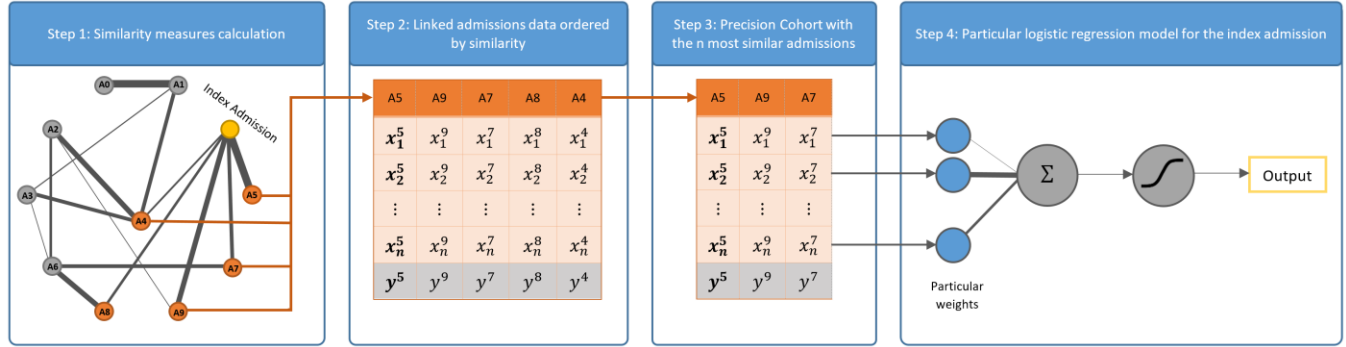 Step 1: Similarity measures calculation
A0
A1
Index Admission
A2
A3
A5
A4
A6
A7
A8
A9
Step 2: Linked admissions data ordered
by similarity
A5 A9 A7 A8 A4
x₁⁵ x₁⁹ x₁⁷ x₁⁸ x₁⁴
x₂⁵ x₂⁹ x₂⁷ x₂⁸ x₂⁴
⋮ ⋮ ⋮ ⋮ ⋮
xₙ⁵ xₙ⁹ xₙ⁷ xₙ⁸ xₙ⁴
y⁵ y⁹ y⁷ y⁸ y⁴
Step 3: Precision Cohort with
the n most similar admissions
A5 A9 A7
x₁⁵ x₁⁹ x₁⁷
x₂⁵ x₂⁹ x₂⁷
⋮ ⋮ ⋮
xₙ⁵ xₙ⁹ xₙ⁷
y⁵ y⁹ y⁷
Step 4: Particular logistic regression model for the index admission
Σ
Output
Particular
weights